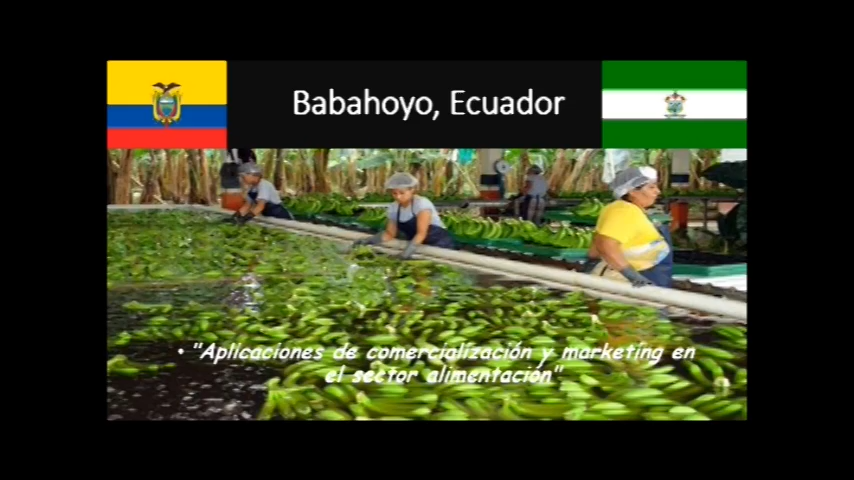 Babahoyo, Ecuador
• "Aplicaciones de comercialización y marketing en
el sector alimentación"